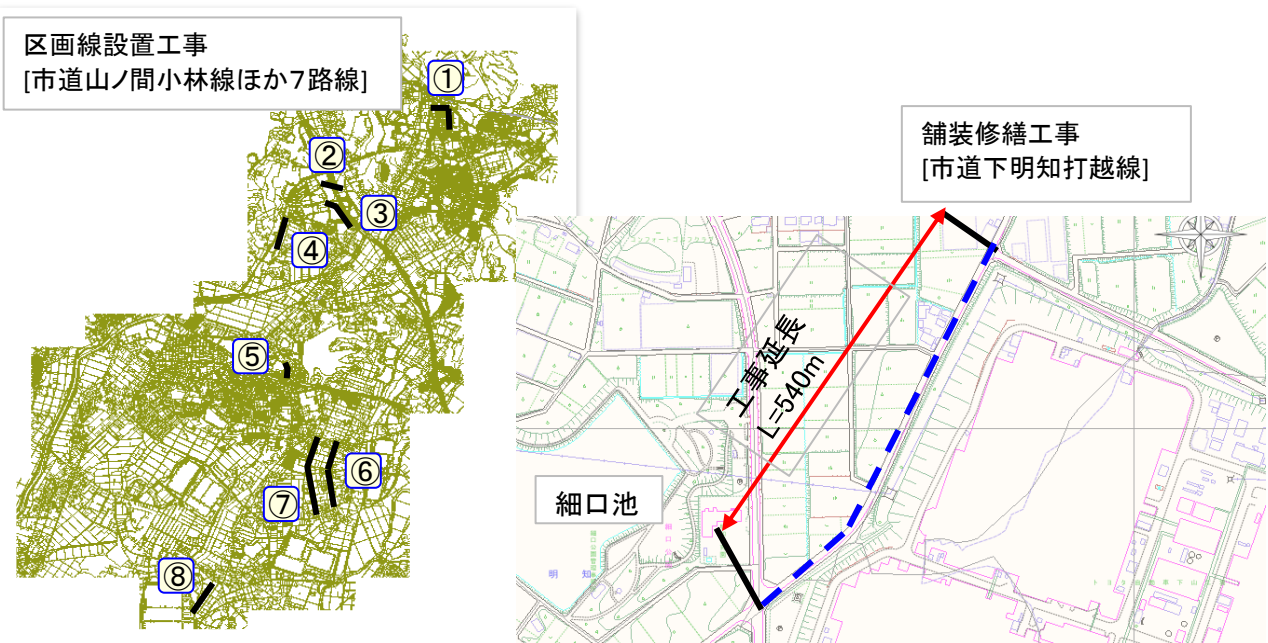 区画線設置工事
[市道山ノ間小林線ほか7路線]
①
②
③
④
⑤
⑥
⑦
⑧
舗装修繕工事
[市道下明知打越線]
工事延長
L=540m
細口池
明 知